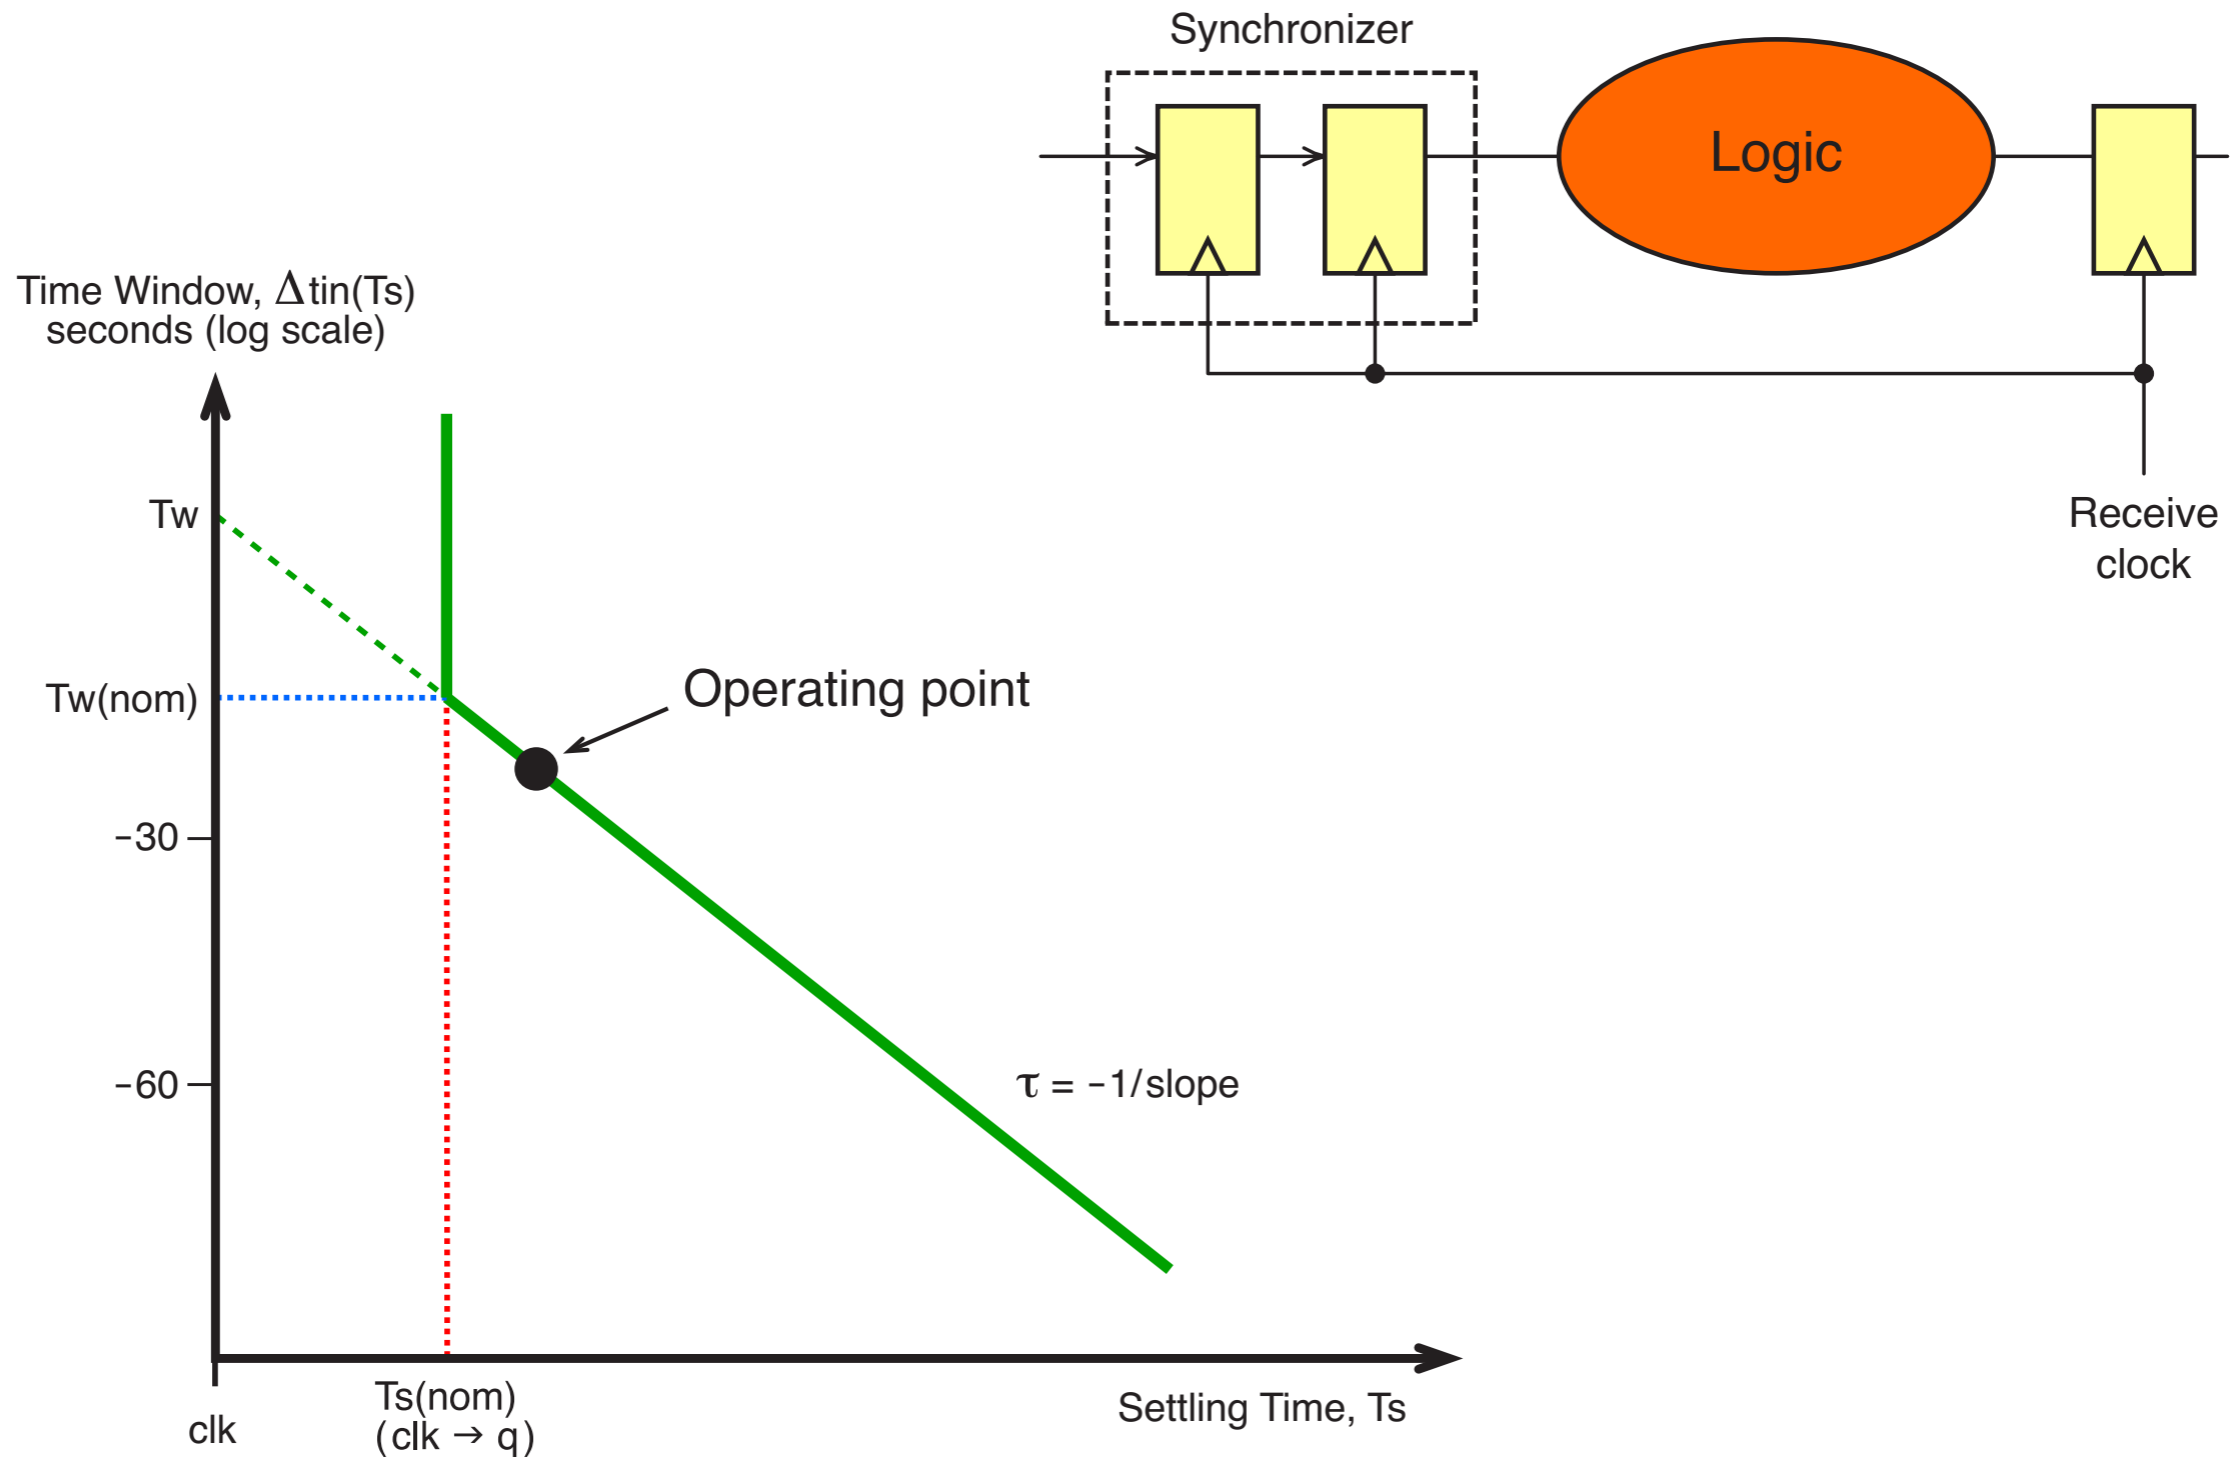 Synchronizer
Logic
Receive
clock
Time Window, Δtin(Ts)
seconds (log scale)
Tw
Tw(nom)
Operating point
−30
−60
τ = −1/slope
Ts(nom)
(clk → q)
clk
Settling Time, Ts